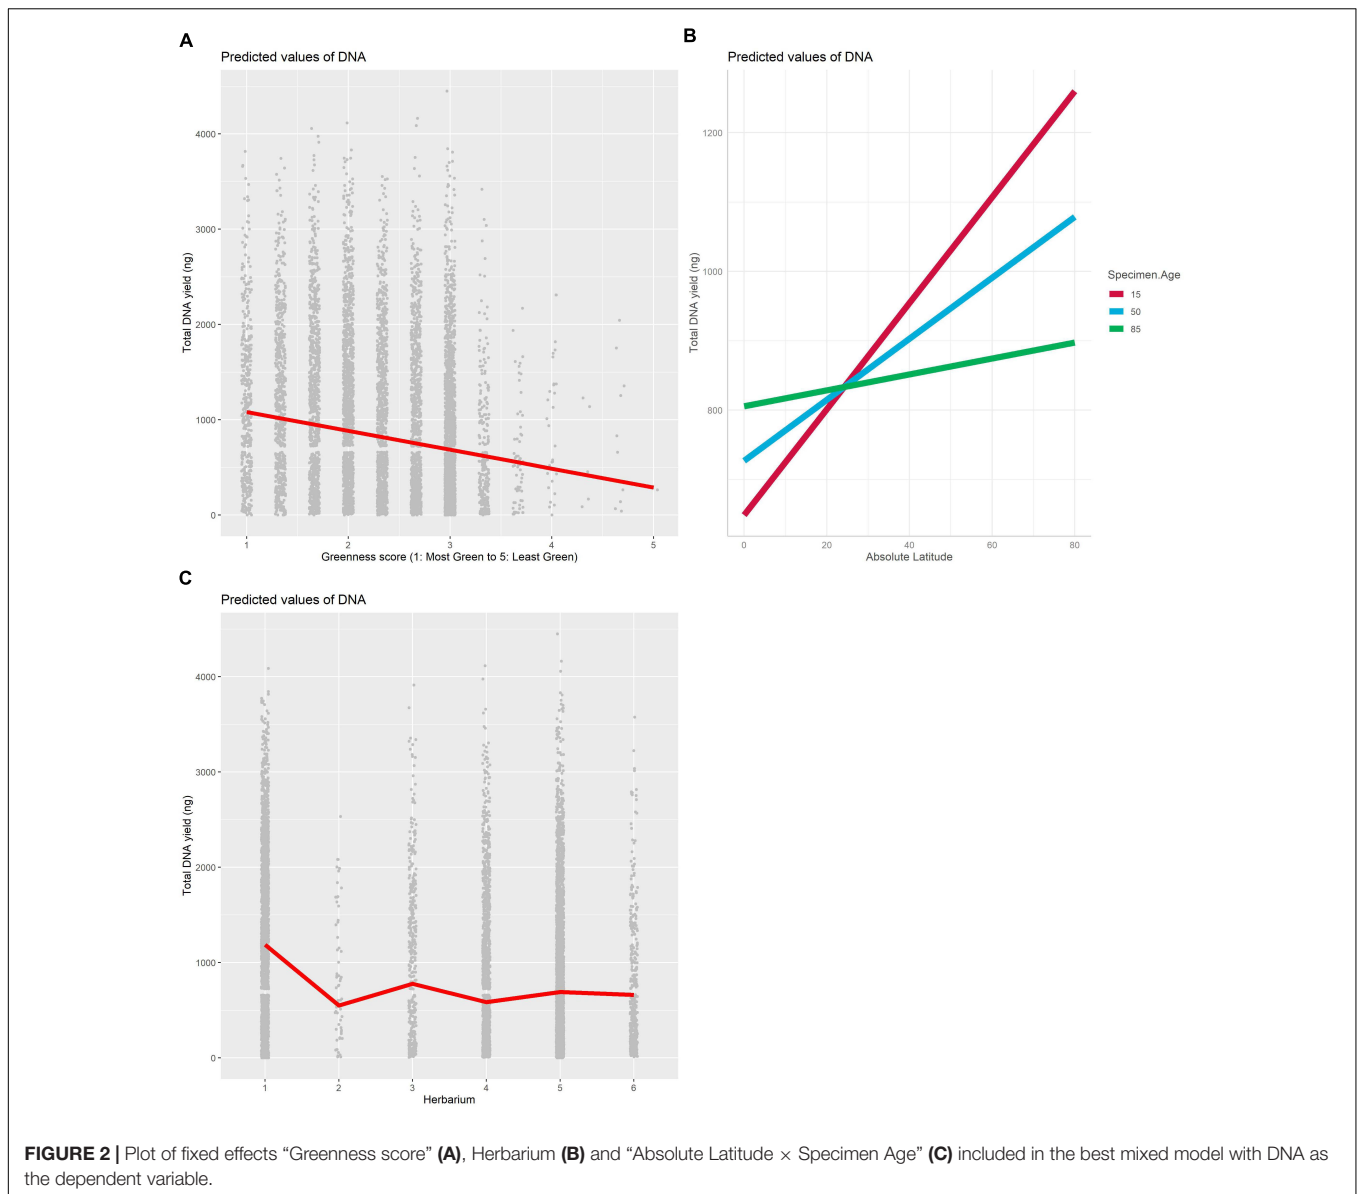 A
Predicted values of DNA
Total DNA yield (ng)
4000
3000
2000
1000
0
1 2 3 4 5
Greenness score (1: Most Green to 5: Least Green)
B
Predicted values of DNA
Total DNA yield (ng)
1200
1000
800
0 20 40 60 80
Absolute Latitude
Specimen.Age
15
50
85
C
Predicted values of DNA
Total DNA yield (ng)
4000
3000
2000
1000
0
1 2 3 4 5 6
Herbarium
FIGURE 2 | Plot of fixed effects “Greenness score” (A), Herbarium (B) and “Absolute Latitude × Specimen Age” (C) included in the best mixed model with DNA as
the dependent variable.